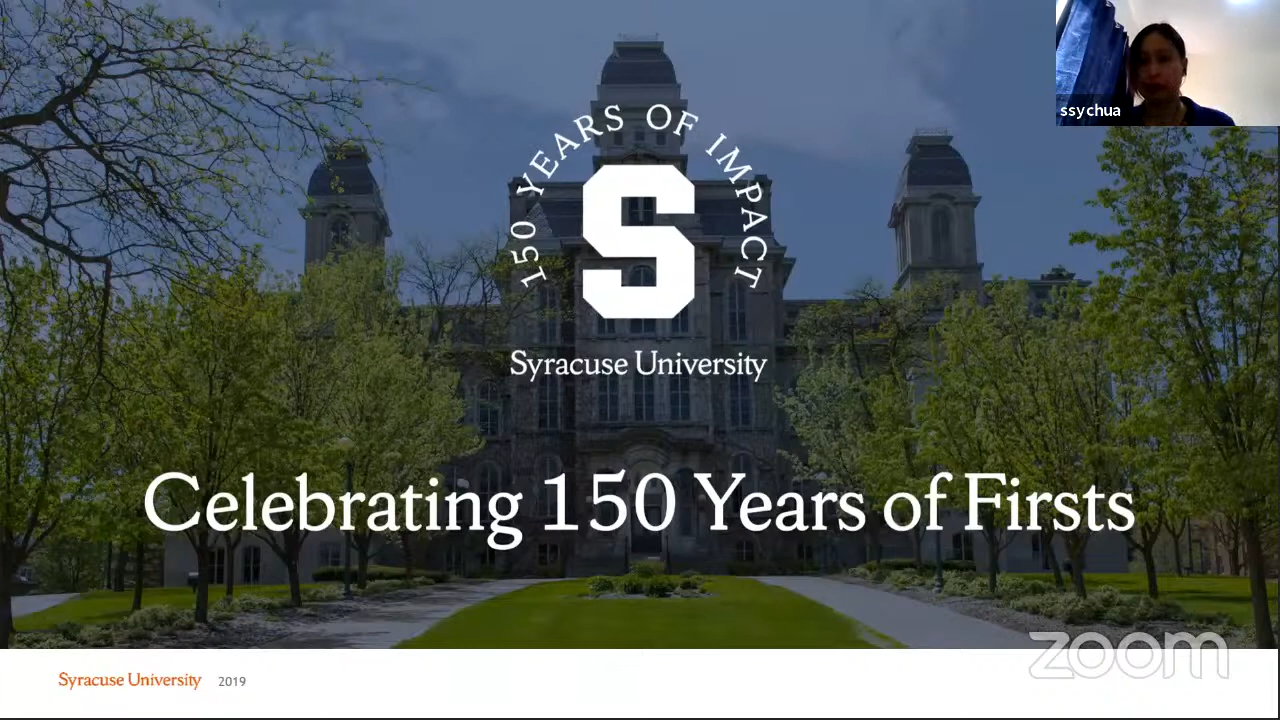 ssychua
150 YEARS OF IMPACT
S
Syracuse University
Celebrating 150 Years of Firsts
zoom
Syracuse University 2019